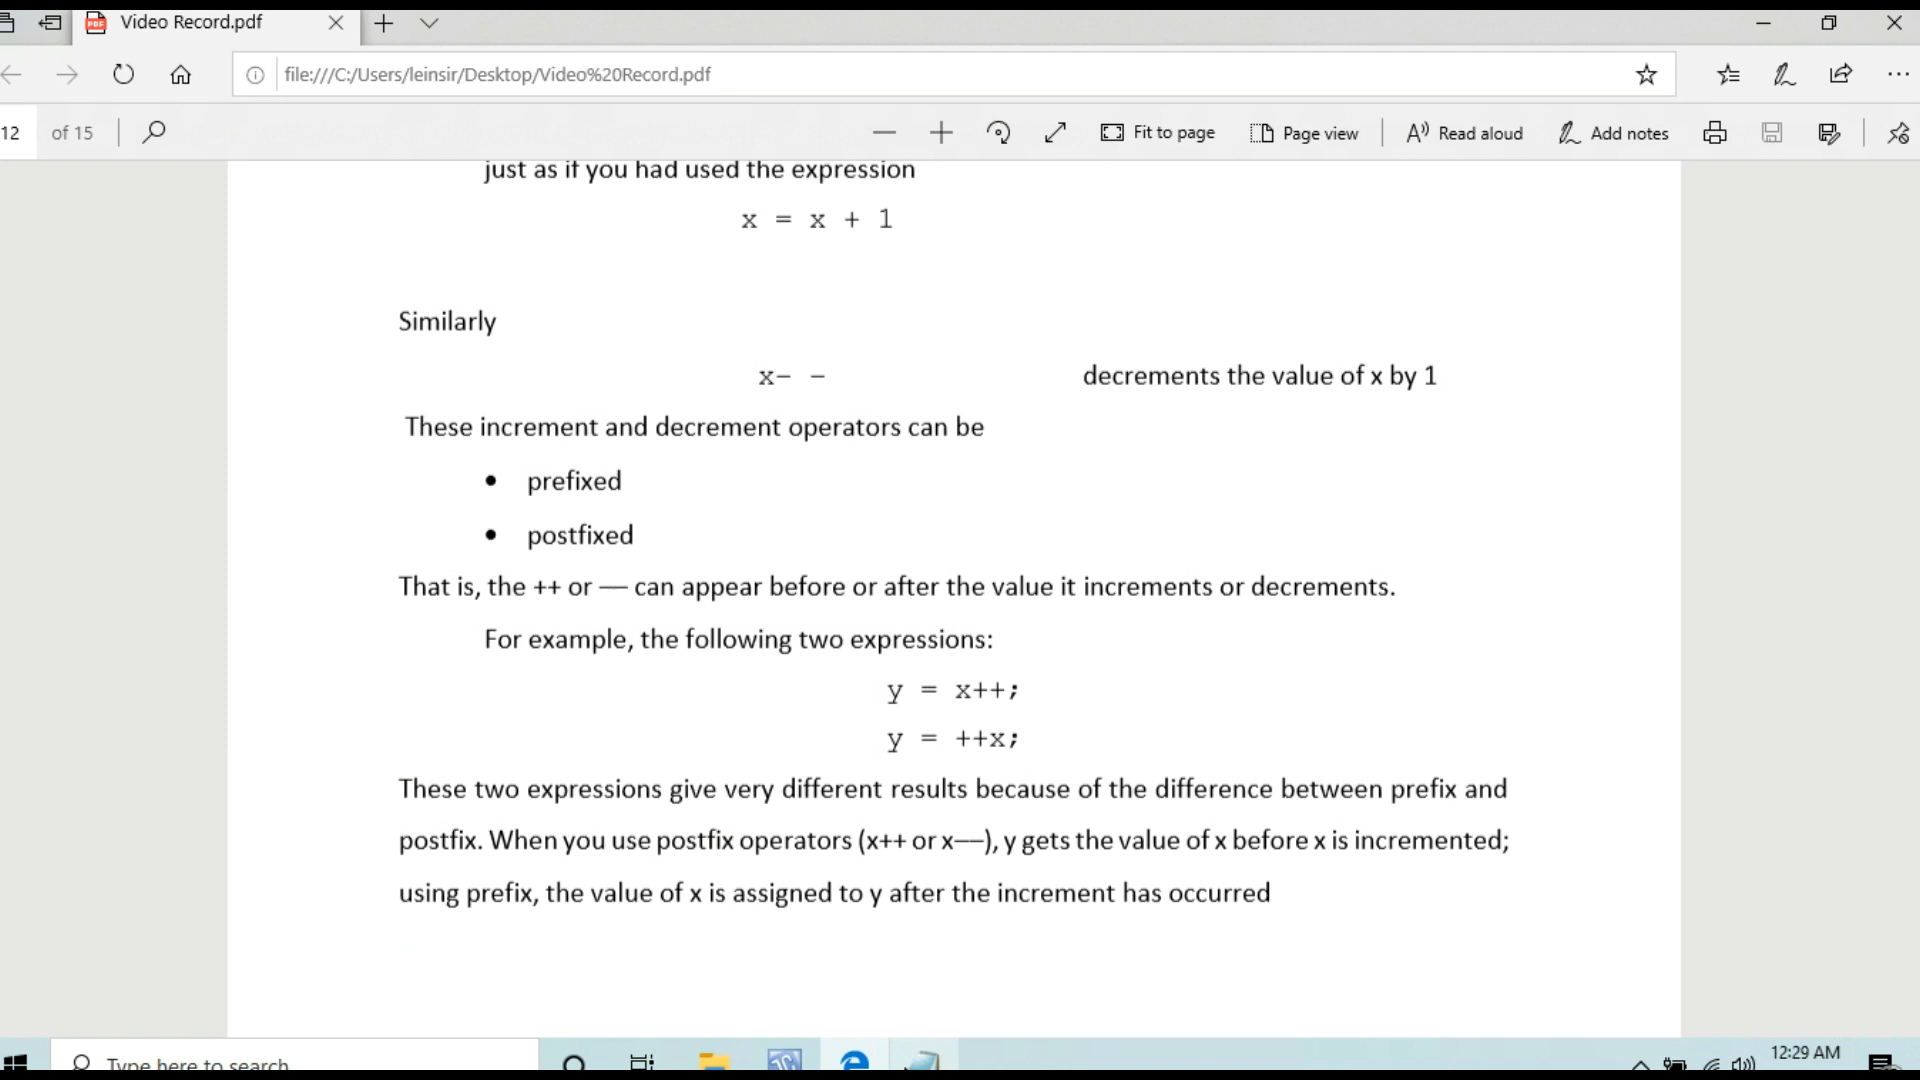 Video Record.pdf
file:///C:/Users/leinsir/Desktop/Video%20Record.pdf
12 of 15 Fit to page Page view Read aloud Add notes
just as if you had used the expression
x = x + 1
Similarly
x– – decrements the value of x by 1
These increment and decrement operators can be
• prefixed
• postfixed
That is, the ++ or –– can appear before or after the value it increments or decrements.
For example, the following two expressions:
y = x++;
y = ++x;
These two expressions give very different results because of the difference between prefix and
postfix. When you use postfix operators (x++ or x––), y gets the value of x before x is incremented;
using prefix, the value of x is assigned to y after the increment has occurred
Type here to search
12:29 AM